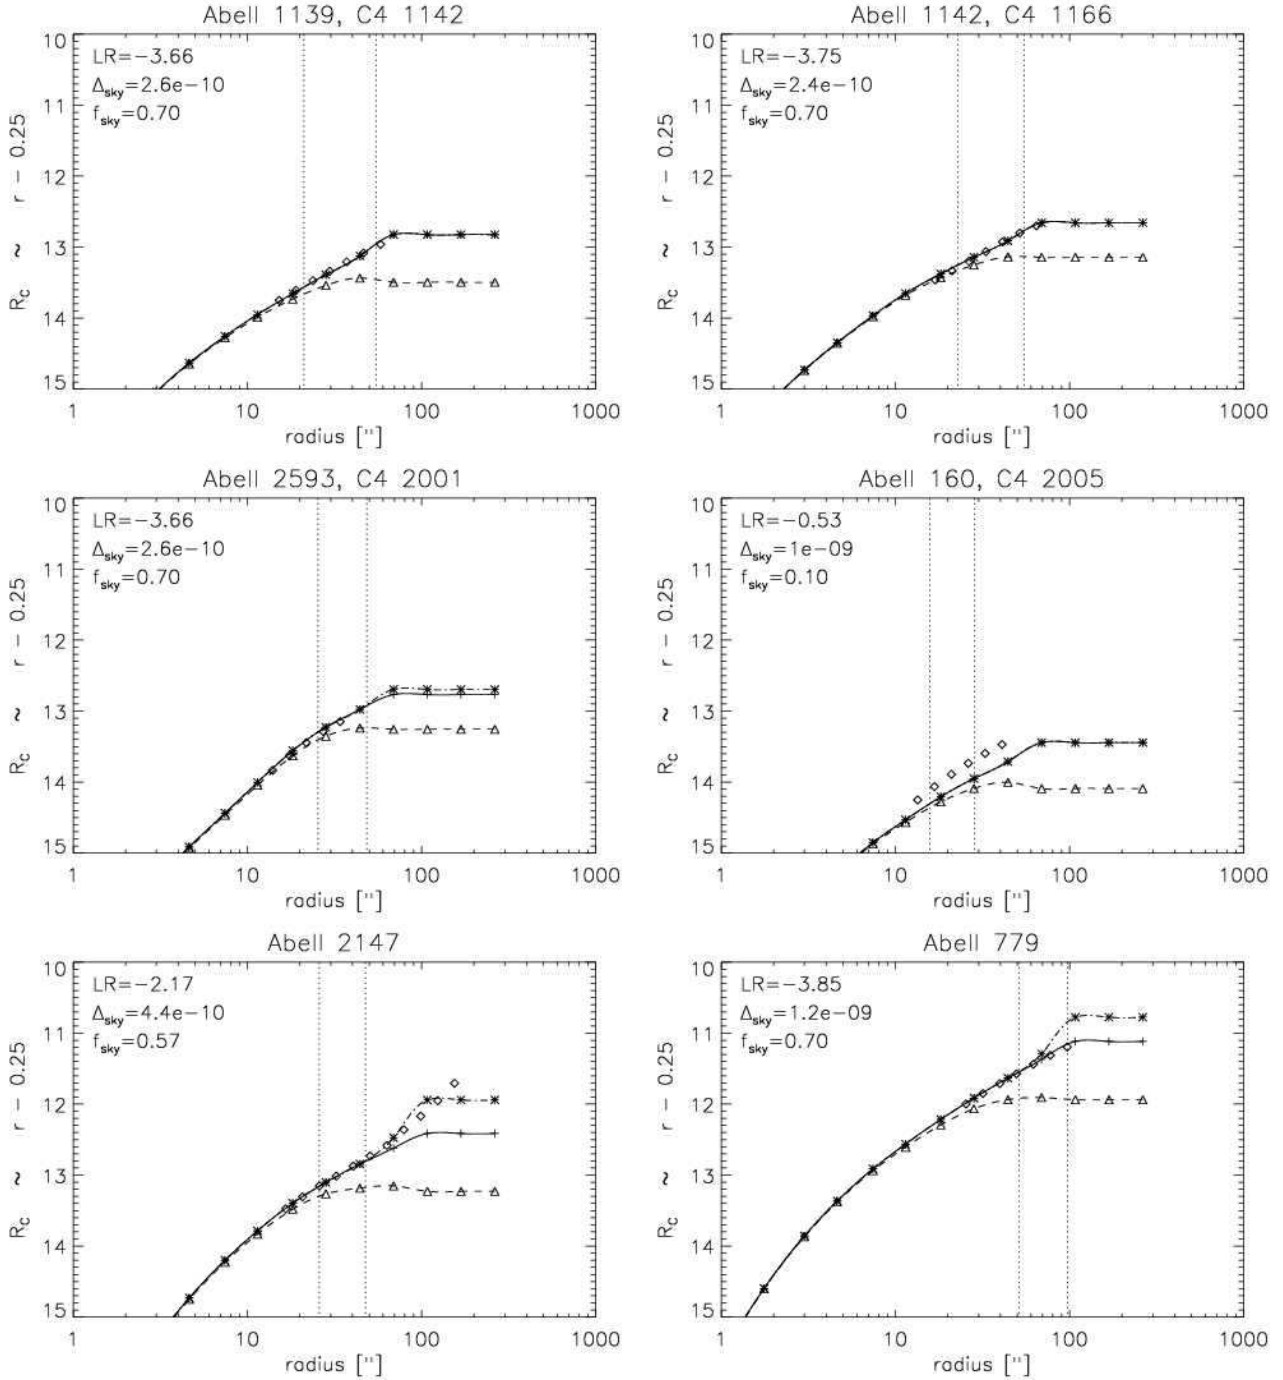 Abell 1139, C4 1142
LR=−3.66
Δsky=2.6e−10
fsky=0.70
10
11
12
13
14
15
1
10
100
1000
radius ["]
Rc ~ r − 0.25
Abell 1142, C4 1166
LR=−3.75
Δsky=2.4e−10
fsky=0.70
10
11
12
13
14
15
1
10
100
1000
radius ["]
Rc ~ r − 0.25
Abell 2593, C4 2001
LR=−3.66
Δsky=2.6e−10
fsky=0.70
10
11
12
13
14
15
1
10
100
1000
radius ["]
Rc ~ r − 0.25
Abell 160, C4 2005
LR=−0.53
Δsky=1e−09
fsky=0.10
10
11
12
13
14
15
1
10
100
1000
radius ["]
Rc ~ r − 0.25
Abell 2147
LR=−2.17
Δsky=4.4e−10
fsky=0.57
10
11
12
13
14
15
1
10
100
1000
radius ["]
Rc ~ r − 0.25
Abell 779
LR=−3.85
Δsky=1.2e−09
fsky=0.70
10
11
12
13
14
15
1
10
100
1000
radius ["]
Rc ~ r − 0.25